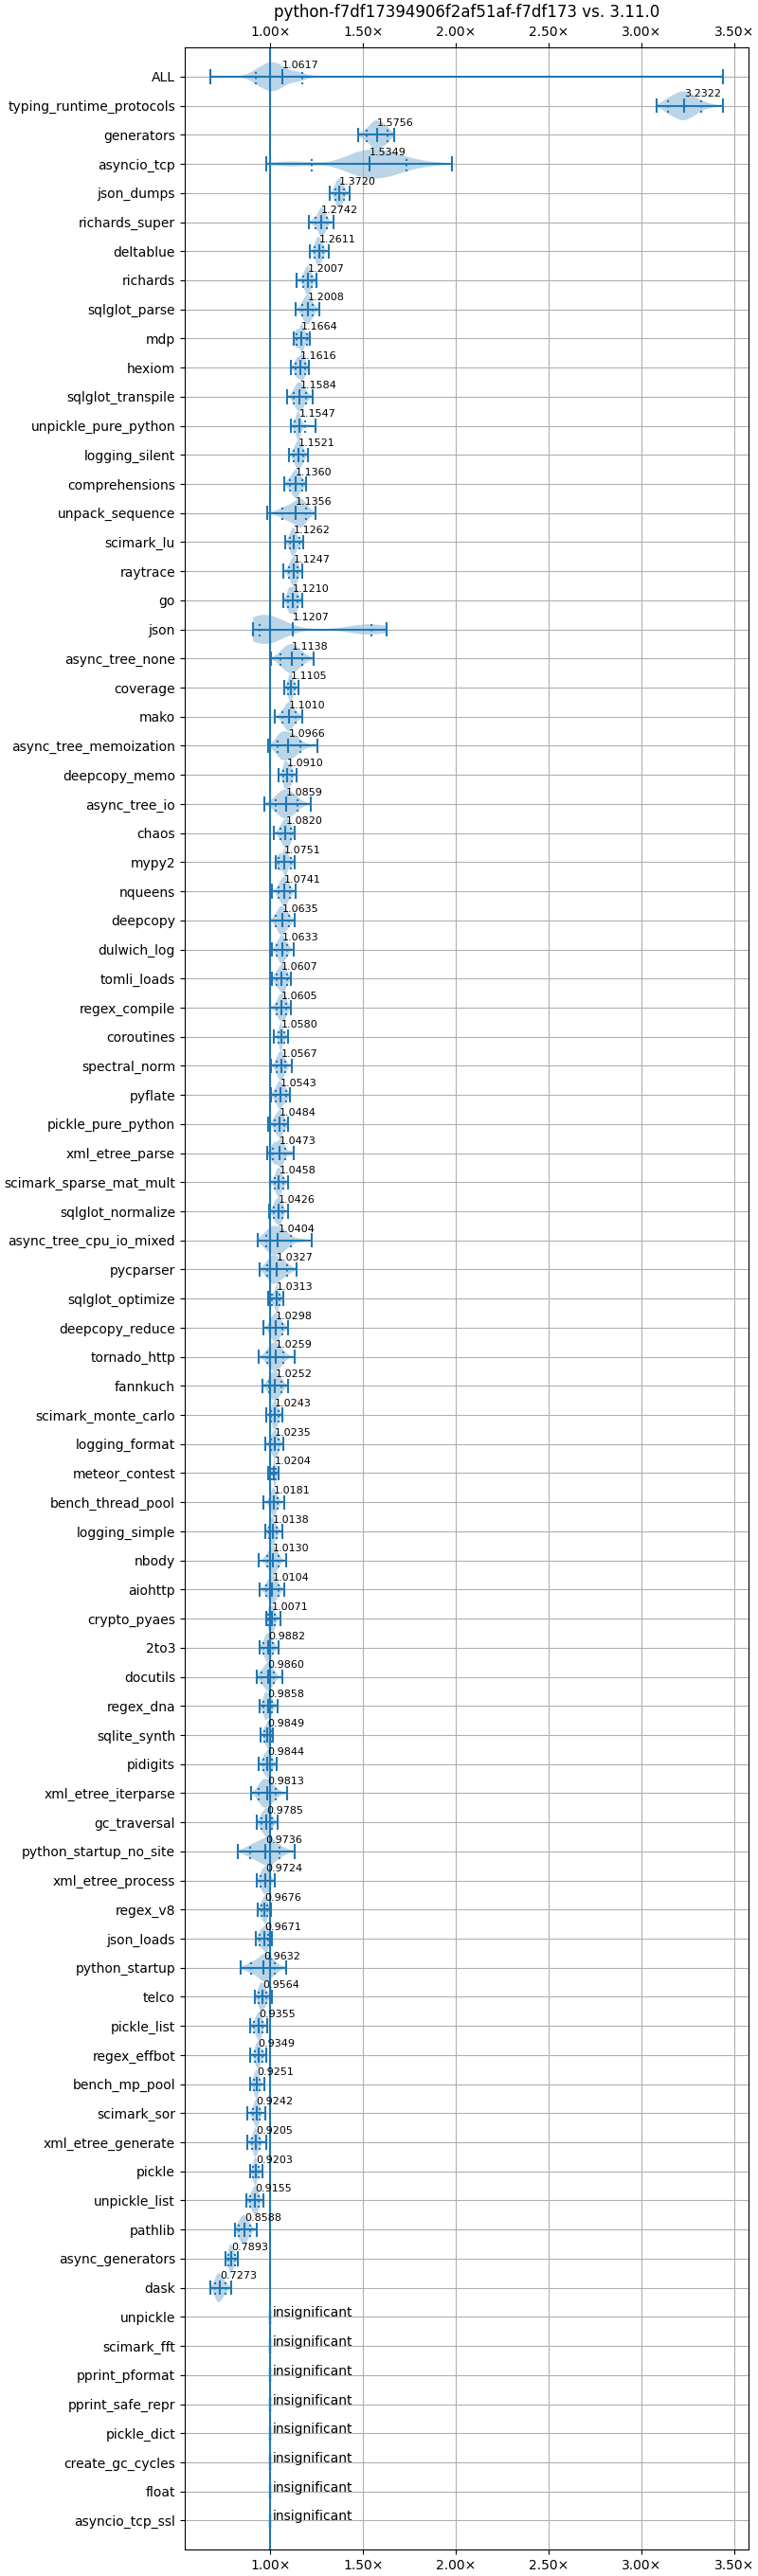 python-f7df17394906f2af51af-f7df173 vs. 3.11.0
1.00× 1.50× 2.00× 2.50× 3.00× 3.50×
ALL 1.0617
typing_runtime_protocols 3.2322
generators 1.5756
asyncio_tcp 1.5349
json_dumps 1.3720
richards_super 1.2742
deltablue 1.2611
richards 1.2007
sqlglot_parse 1.2008
mdp 1.1664
hexiom 1.1616
sqlglot_transpile 1.1584
unpickle_pure_python 1.1547
logging_silent 1.1521
comprehensions 1.1360
unpack_sequence 1.1356
scimark_lu 1.1262
raytrace 1.1247
go 1.1210
json 1.1207
async_tree_none 1.1138
coverage 1.1105
mako 1.1010
async_tree_memoization 1.0966
deepcopy_memo 1.0910
async_tree_io 1.0859
chaos 1.0820
mypy2 1.0751
nqueens 1.0741
deepcopy 1.0635
dulwich_log 1.0633
tomli_loads 1.0607
regex_compile 1.0605
coroutines 1.0580
spectral_norm 1.0567
pyflate 1.0543
pickle_pure_python 1.0484
xml_etree_parse 1.0473
scimark_sparse_mat_mult 1.0458
sqlglot_normalize 1.0426
async_tree_cpu_io_mixed 1.0404
pycparser 1.0327
sqlglot_optimize 1.0313
deepcopy_reduce 1.0298
tornado_http 1.0259
fannkuch 1.0252
scimark_monte_carlo 1.0243
logging_format 1.0235
meteor_contest 1.0204
bench_thread_pool 1.0181
logging_simple 1.0138
nbody 1.0130
aiohttp 1.0104
crypto_pyaes 1.0071
2to3 0.9882
docutils 0.9860
regex_dna 0.9858
sqlite_synth 0.9849
pidigits 0.9844
xml_etree_iterparse 0.9813
gc_traversal 0.9785
python_startup_no_site 0.9736
xml_etree_process 0.9724
regex_v8 0.9676
json_loads 0.9671
python_startup 0.9632
telco 0.9564
pickle_list 0.9355
regex_effbot 0.9349
bench_mp_pool 0.9251
scimark_sor 0.9242
xml_etree_generate 0.9205
pickle 0.9203
unpickle_list 0.9155
pathlib 0.8588
async_generators 0.7893
dask 0.7273
unpickle insignificant
scimark_fft insignificant
pprint_pformat insignificant
pprint_safe_repr insignificant
pickle_dict insignificant
create_gc_cycles insignificant
float insignificant
asyncio_tcp_ssl insignificant
1.00× 1.50× 2.00× 2.50× 3.00× 3.50×